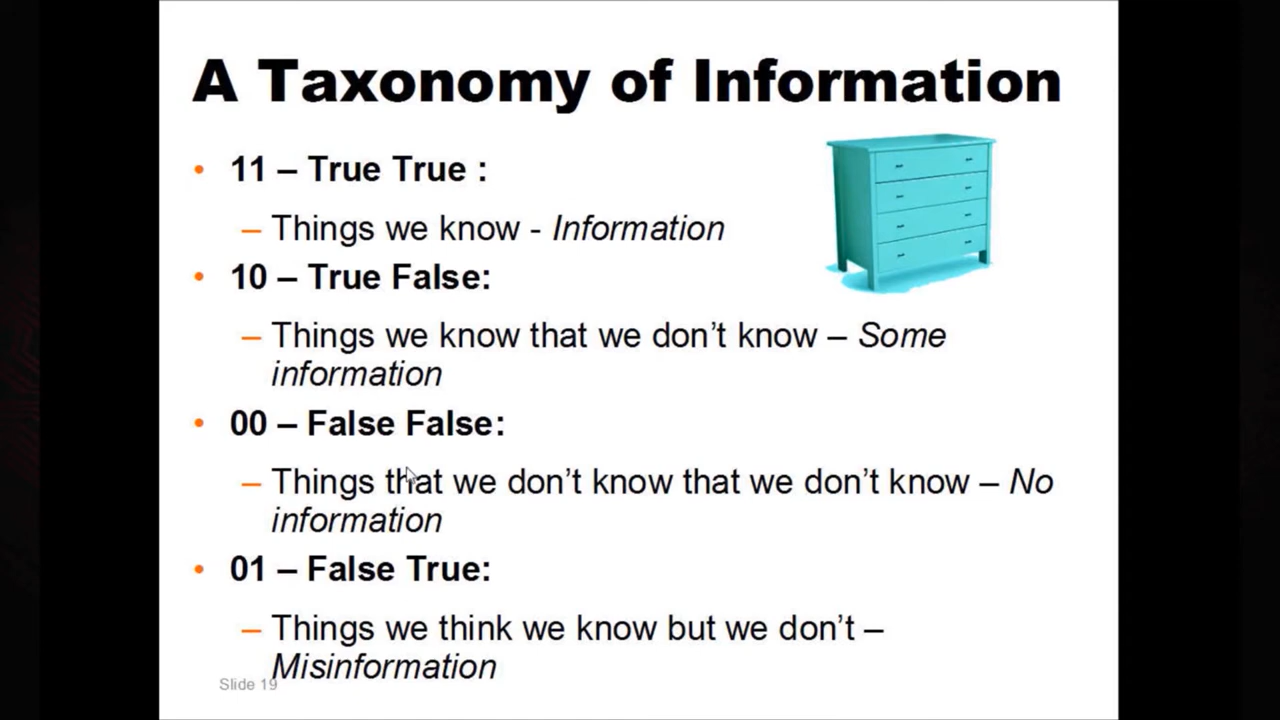 A Taxonomy of Information
• 11 – True True :
– Things we know - Information
• 10 – True False:
– Things we know that we don’t know – Some
information
• 00 – False False:
– Things that we don’t know that we don’t know – No
information
• 01 – False True:
– Things we think we know but we don’t –
Misinformation
Slide 19